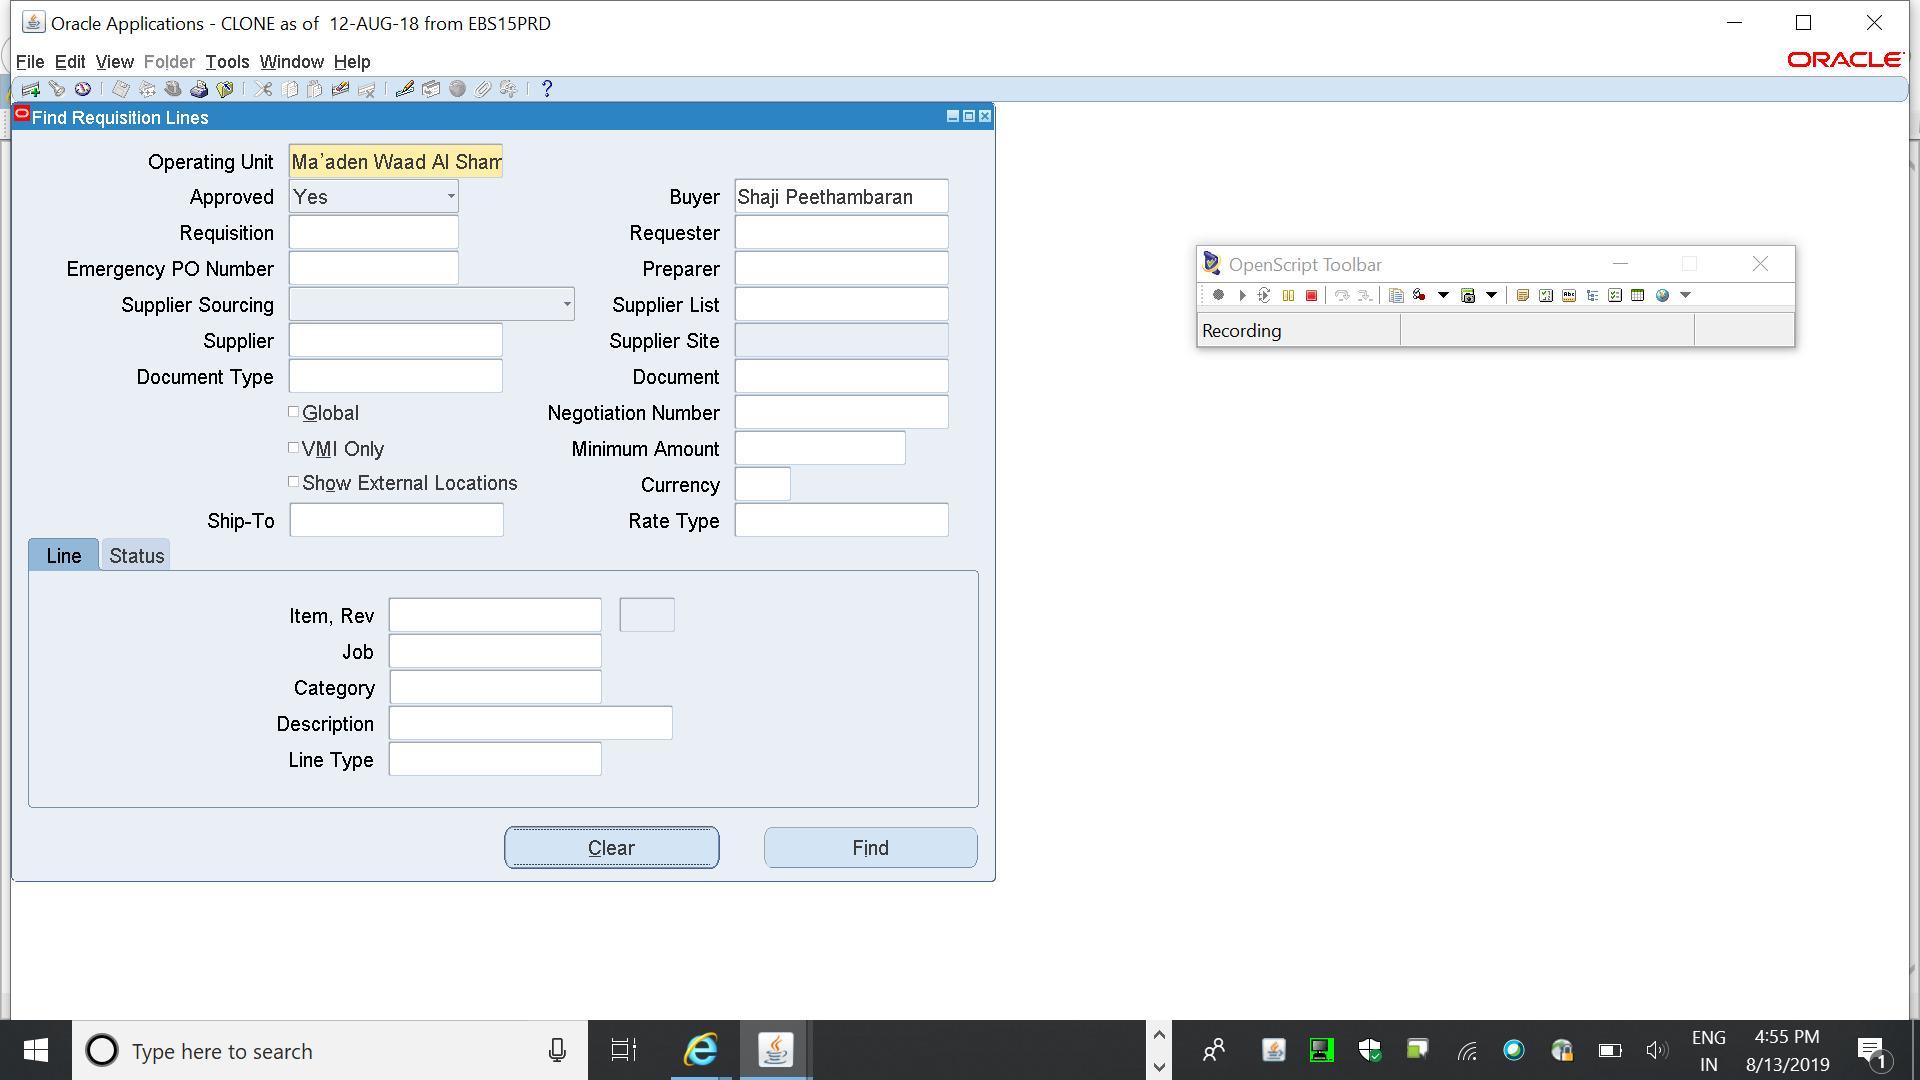 Oracle Applications - CLONE as of 12-AUG-18 from EBS15PRD
File Edit View Folder Tools Window Help
ORACLE
Find Requisition Lines
Operating Unit Ma'aden Waad Al Sham
Approved Yes Buyer Shaji Peethambaran
Requisition Requester
Emergency PO Number Preparer
Supplier Sourcing Supplier List
Supplier Supplier Site
Document Type Document
Global Negotiation Number
VMI Only Minimum Amount
Show External Locations Currency
Ship-To Rate Type
Line Status
Item, Rev
Job
Category
Description
Line Type
Clear Find
OpenScript Toolbar
Recording
Type here to search
ENG
IN
4:55 PM
8/13/2019
1